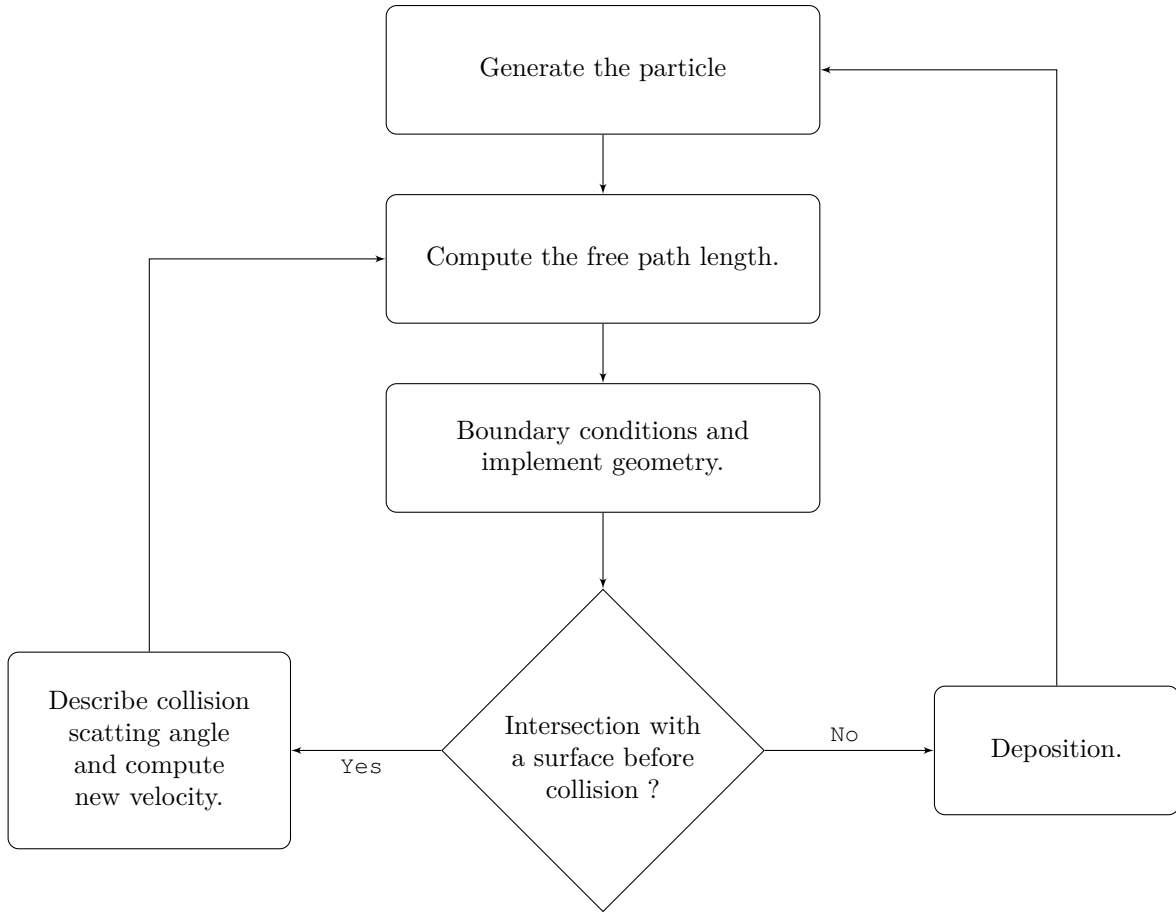 Generate the particle
Compute the free path length.
Boundary conditions and
implement geometry.
Describe collision
scatting angle
and compute
new velocity.
Yes
Intersection with
a surface before
collision ?
No
Deposition.